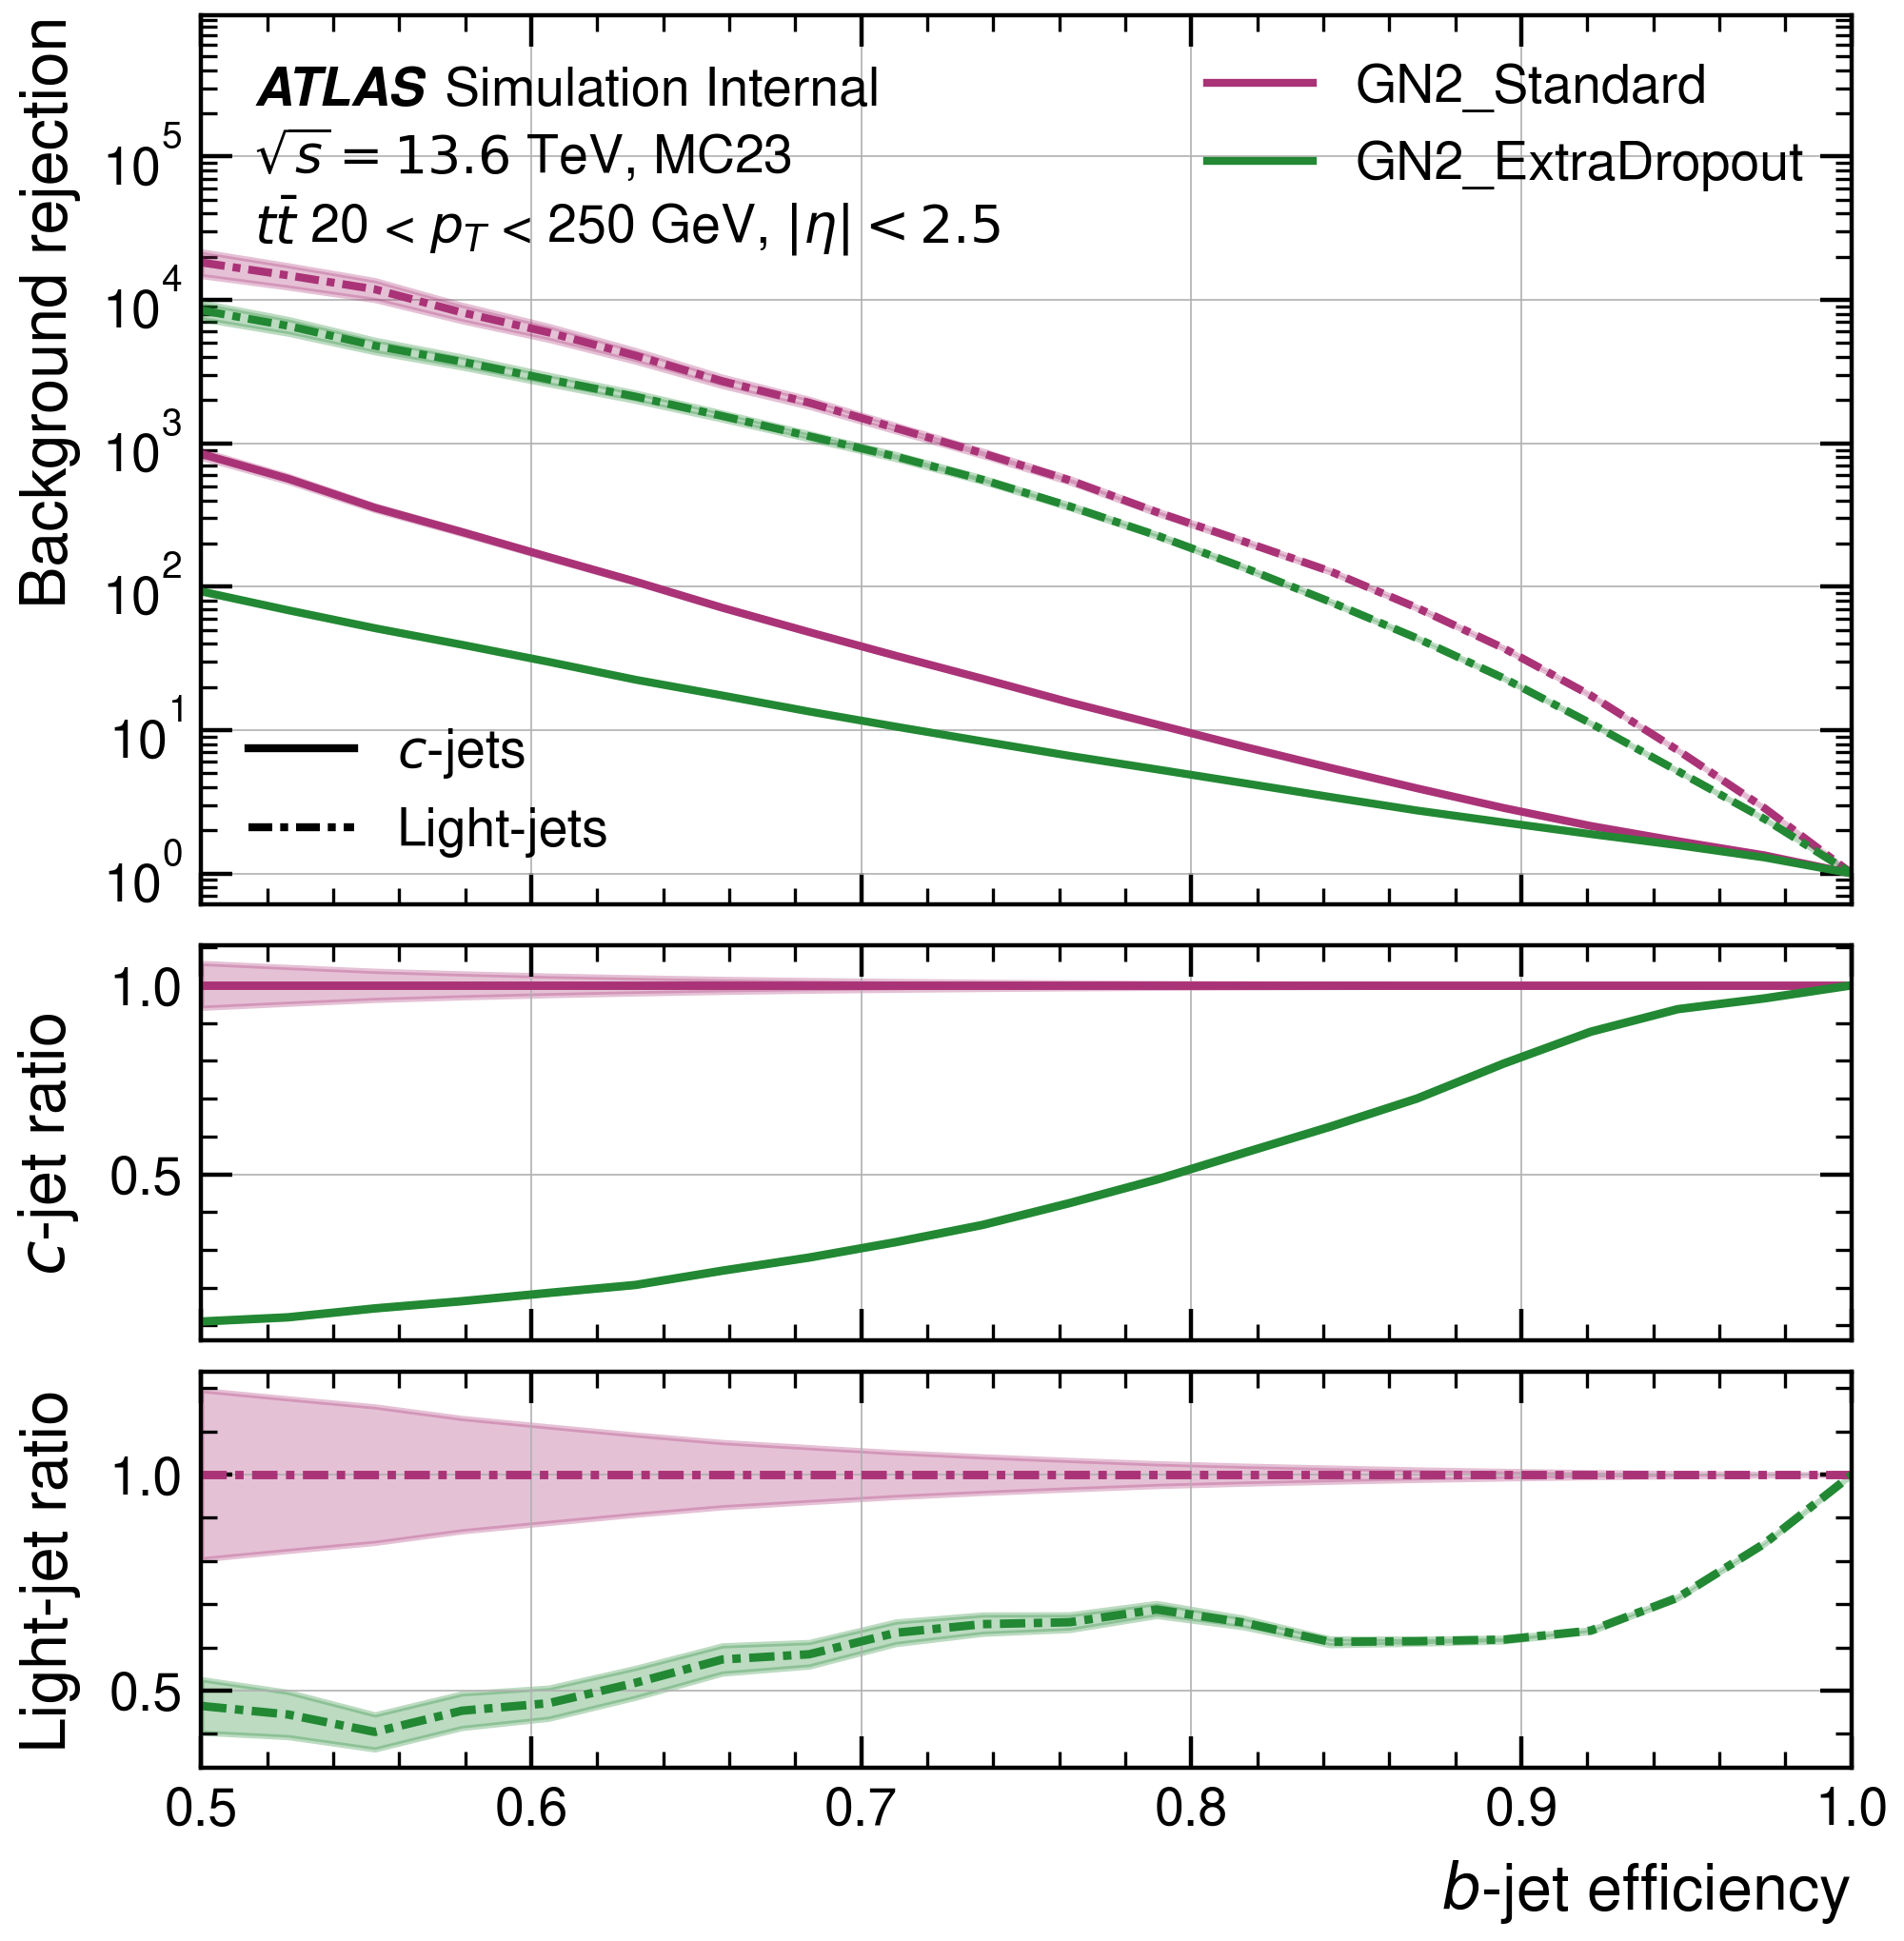 ATLAS Simulation Internal
√s = 13.6 TeV, MC23
tt̄ 20 < p_T < 250 GeV, |η| < 2.5
GN2_Standard
GN2_ExtraDropout
Background rejection
10^5
10^4
10^3
10^2
10^1
10^0
c-jets
Light-jets
c-jet ratio
1.0
0.5
Light-jet ratio
1.0
0.5
0.5 0.6 0.7 0.8 0.9 1.0
b-jet efficiency